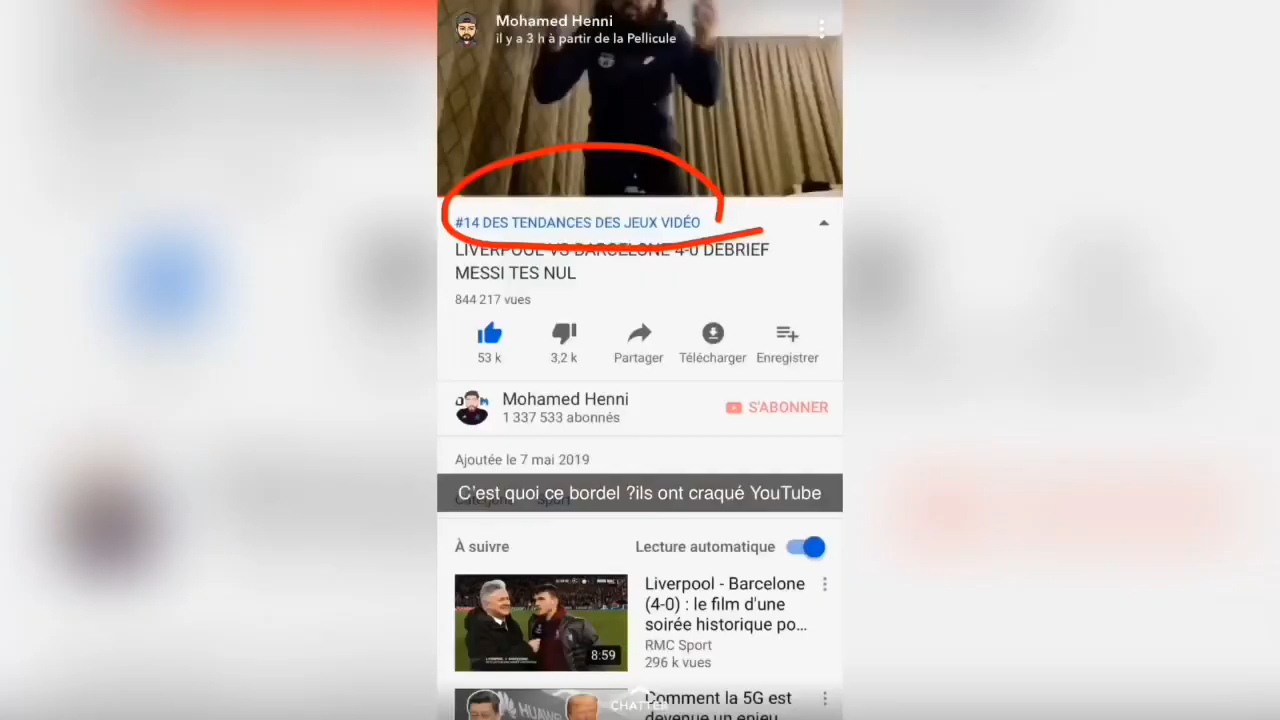 Mohamed Henni
il y a 3 h à partir de la Pellicule
#14 DES TENDANCES DES JEUX VIDÉO
LIVERPOOL VS BARCELONE 4-0 DEBRIEF
MESSI TES NUL
844 217 vues
53 k
3,2 k
Partager
Télécharger
Enregistrer
Mohamed Henni
1 337 533 abonnés
S'ABONNER
Ajoutée le 7 mai 2019
C'est quoi ce bordel ?ils ont craqué YouTube
À suivre
Lecture automatique
Liverpool - Barcelone
(4-0) : le film d'une
soirée historique po...
RMC Sport
296 k vues
8:59
Comment la 5G est
devenue un enjeu
HUAWEI
CHATTER